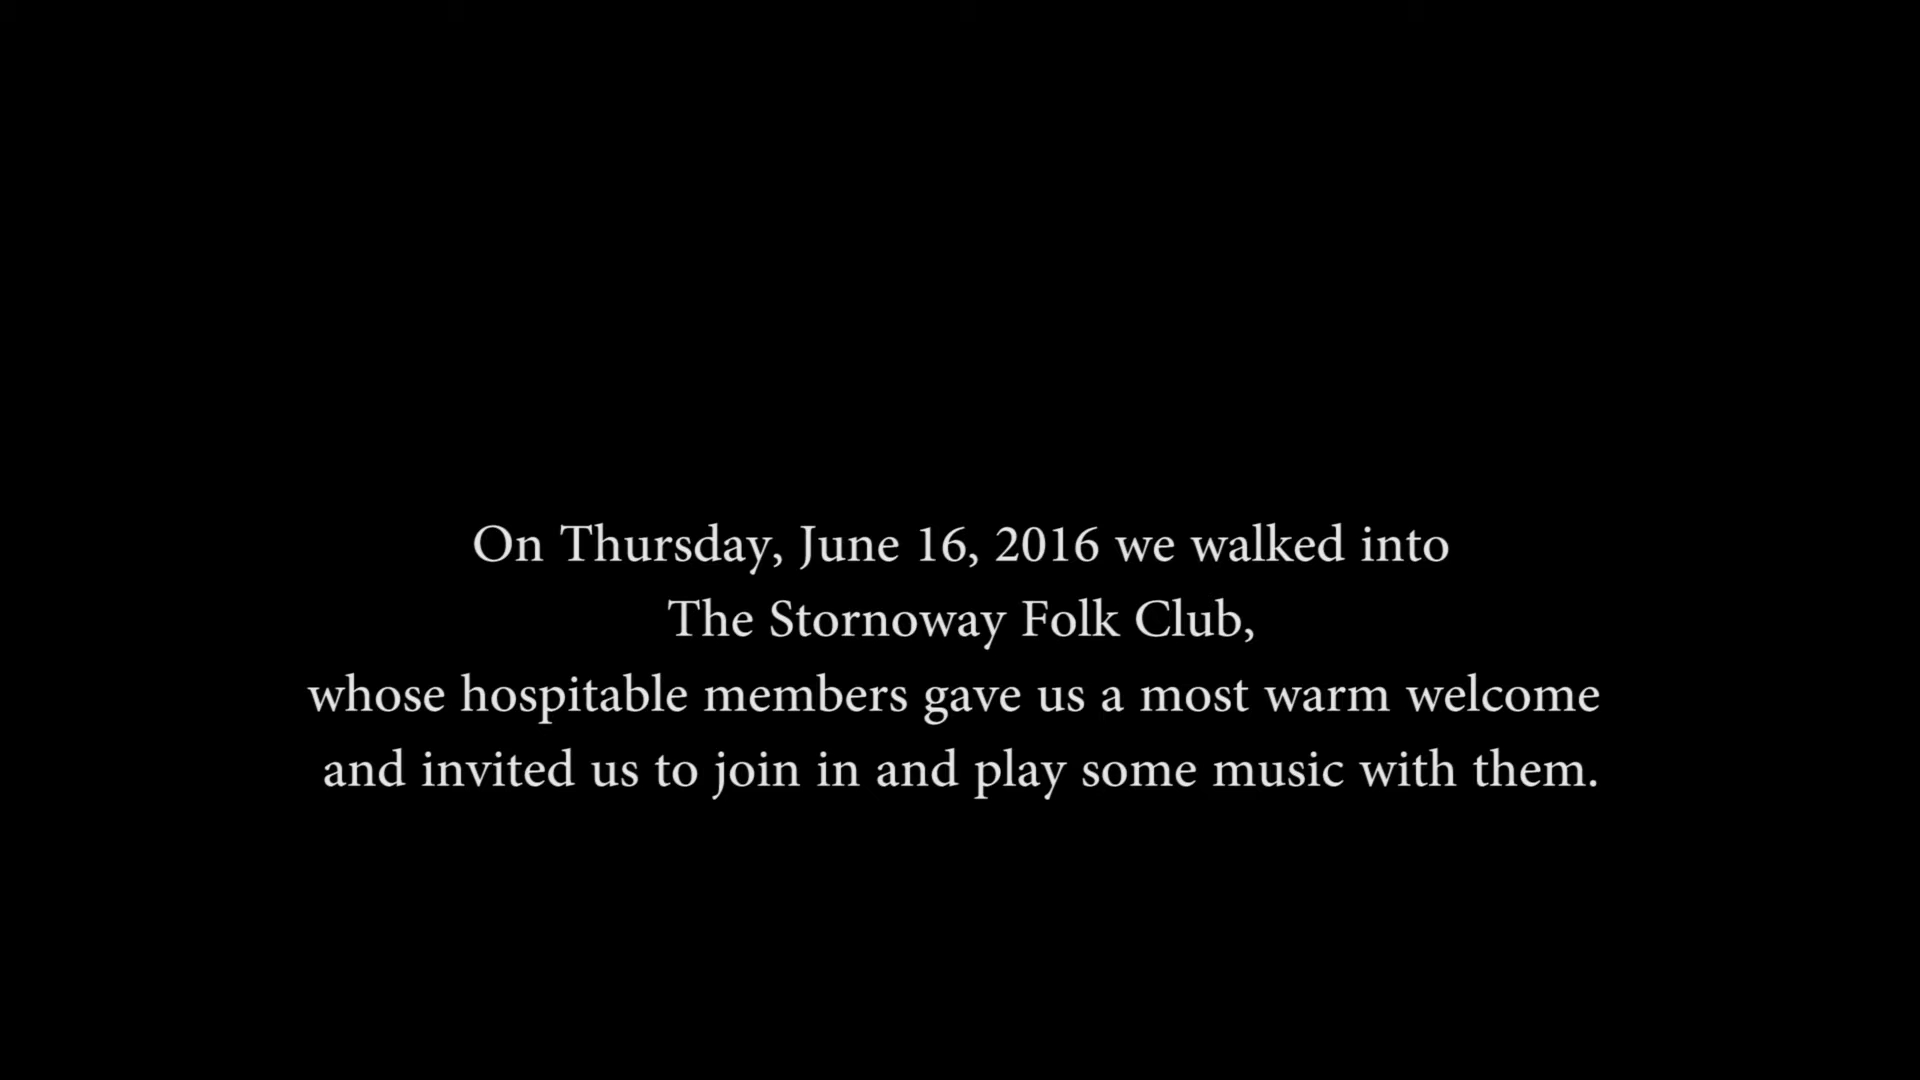 On Thursday, June 16, 2016 we walked into
The Stornoway Folk Club,
whose hospitable members gave us a most warm welcome
and invited us to join in and play some music with them.